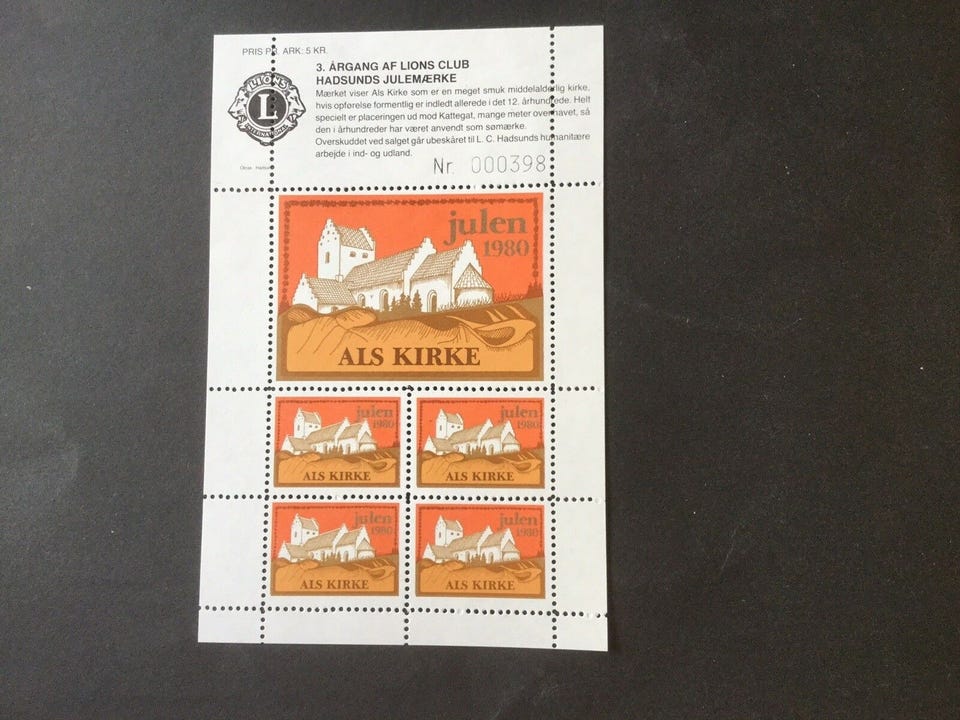 PRIS PR. ARK: 5 KR.
3. ÅRGANG AF LIONS CLUB
HADSUNDS JULEMÆRKE
Mærket viser Als Kirke som er en meget smuk middelalderlig kirke,
hvis opførelse formentlig er indledt allerede i det 12. århundrede. Helt
specielt er placeringen ud mod Kattegat, mange meter over havet, så
den i århundreder har været anvendt som sømærke.
Overskuddet ved salget går ubeskåret til L. C. Hadsunds humanitære
arbejde i ind- og udland.
LIONS
L
INTERNATIONAL
Nr. 000398
julen
1980
ALS KIRKE
julen
1980
ALS KIRKE
julen
1980
ALS KIRKE
julen
1980
ALS KIRKE
julen
1980
ALS KIRKE